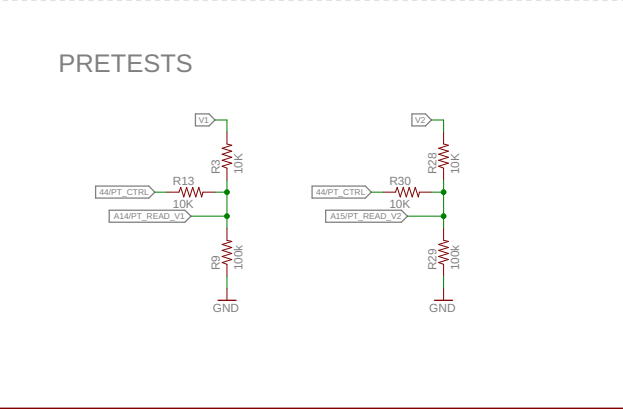 PRETESTS
V1
R3
10K
44/PT_CTRL
R13
10K
A14/PT_READ_V1
R9
100k
GND
V2
R28
10K
44/PT_CTRL
R30
10K
A15/PT_READ_V2
R29
100k
GND